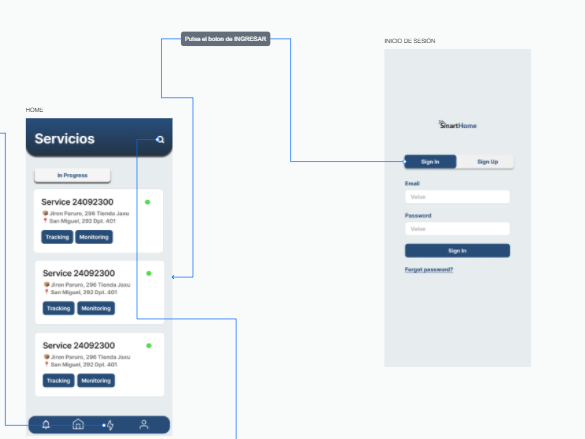 Pulsa el boton de INGRESAR
INICIO DE SESIÓN
SmartHome
Sign In
Sign Up
Email
Value
Password
Value
Sign In
Forgot password?
HOME
Servicios
In Progress
Service 24092300
Jiron Paruro, 296 Tienda Jaxu
San Miguel, 292 Dpt. 401
Tracking
Monitoring
Service 24092300
Jiron Paruro, 296 Tienda Jaxu
San Miguel, 292 Dpt. 401
Tracking
Monitoring
Service 24092300
Jiron Paruro, 296 Tienda Jaxu
San Miguel, 292 Dpt. 401
Tracking
Monitoring